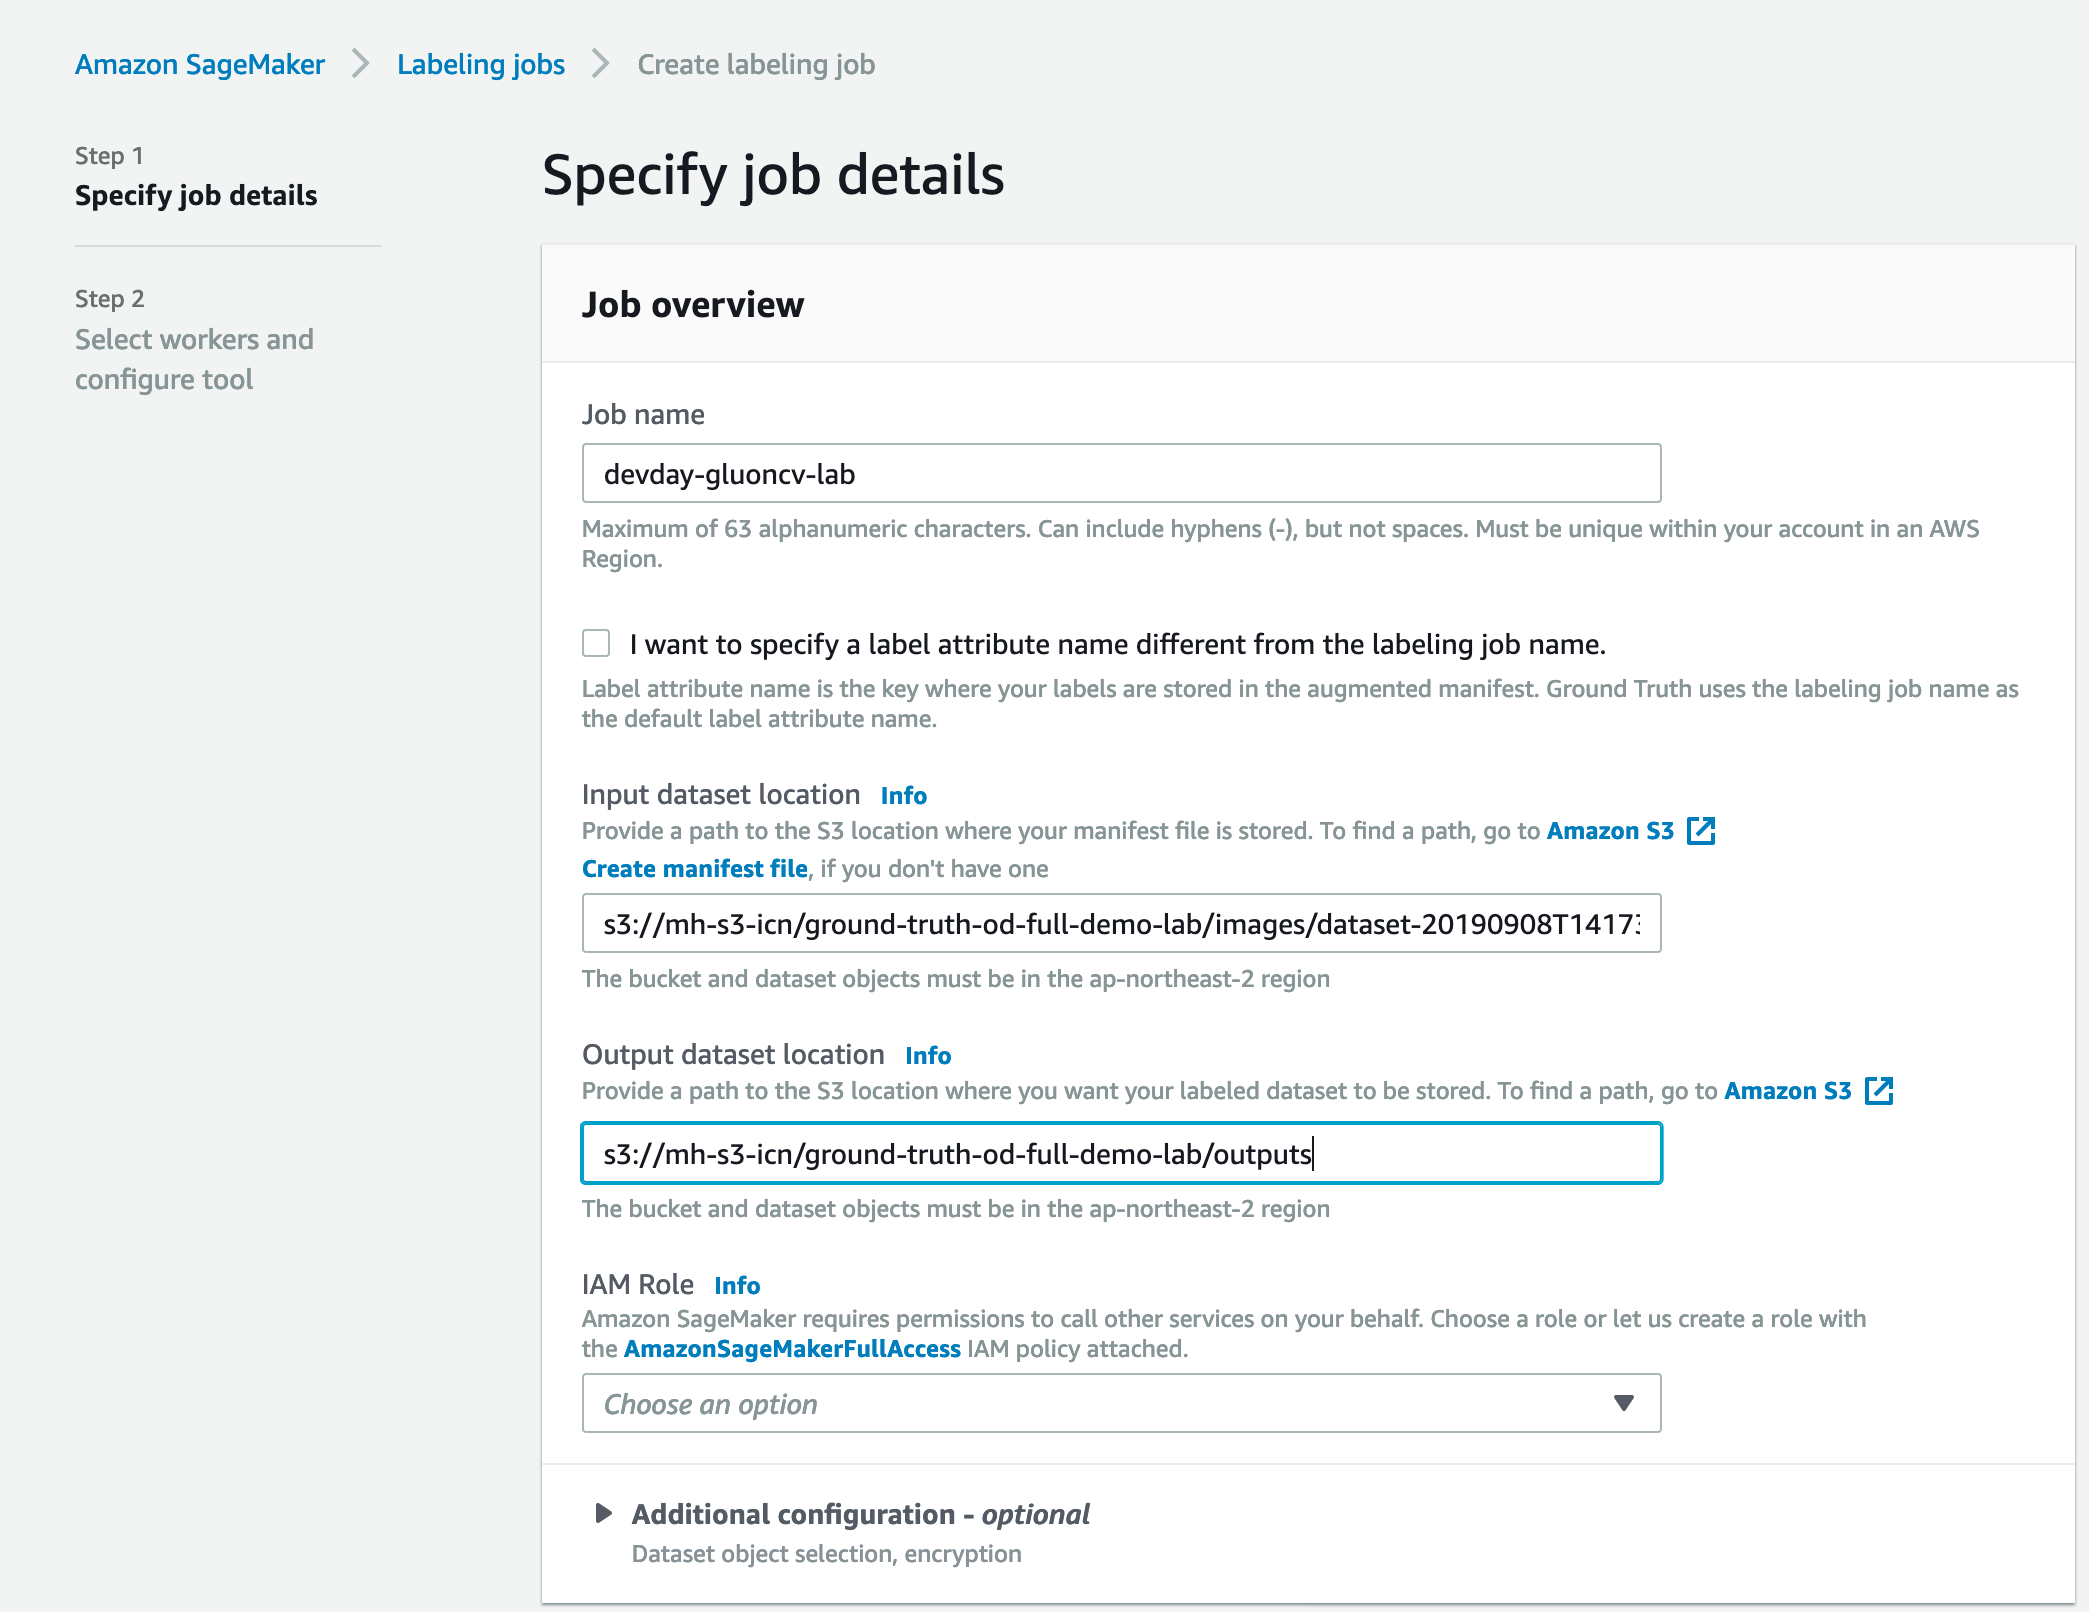 Amazon SageMaker > Labeling jobs > Create labeling job
Step 1
Specify job details
Step 2
Select workers and
configure tool
Specify job details
Job overview
Job name
devday-gluoncv-lab
Maximum of 63 alphanumeric characters. Can include hyphens (-), but not spaces. Must be unique within your account in an AWS
Region.
I want to specify a label attribute name different from the labeling job name.
Label attribute name is the key where your labels are stored in the augmented manifest. Ground Truth uses the labeling job name as
the default label attribute name.
Input dataset location Info
Provide a path to the S3 location where your manifest file is stored. To find a path, go to Amazon S3
Create manifest file, if you don't have one
s3://mh-s3-icn/ground-truth-od-full-demo-lab/images/dataset-20190908T14173
The bucket and dataset objects must be in the ap-northeast-2 region
Output dataset location Info
Provide a path to the S3 location where you want your labeled dataset to be stored. To find a path, go to Amazon S3
s3://mh-s3-icn/ground-truth-od-full-demo-lab/outputs
The bucket and dataset objects must be in the ap-northeast-2 region
IAM Role Info
Amazon SageMaker requires permissions to call other services on your behalf. Choose a role or let us create a role with
the AmazonSageMakerFullAccess IAM policy attached.
Choose an option
Additional configuration - optional
Dataset object selection, encryption